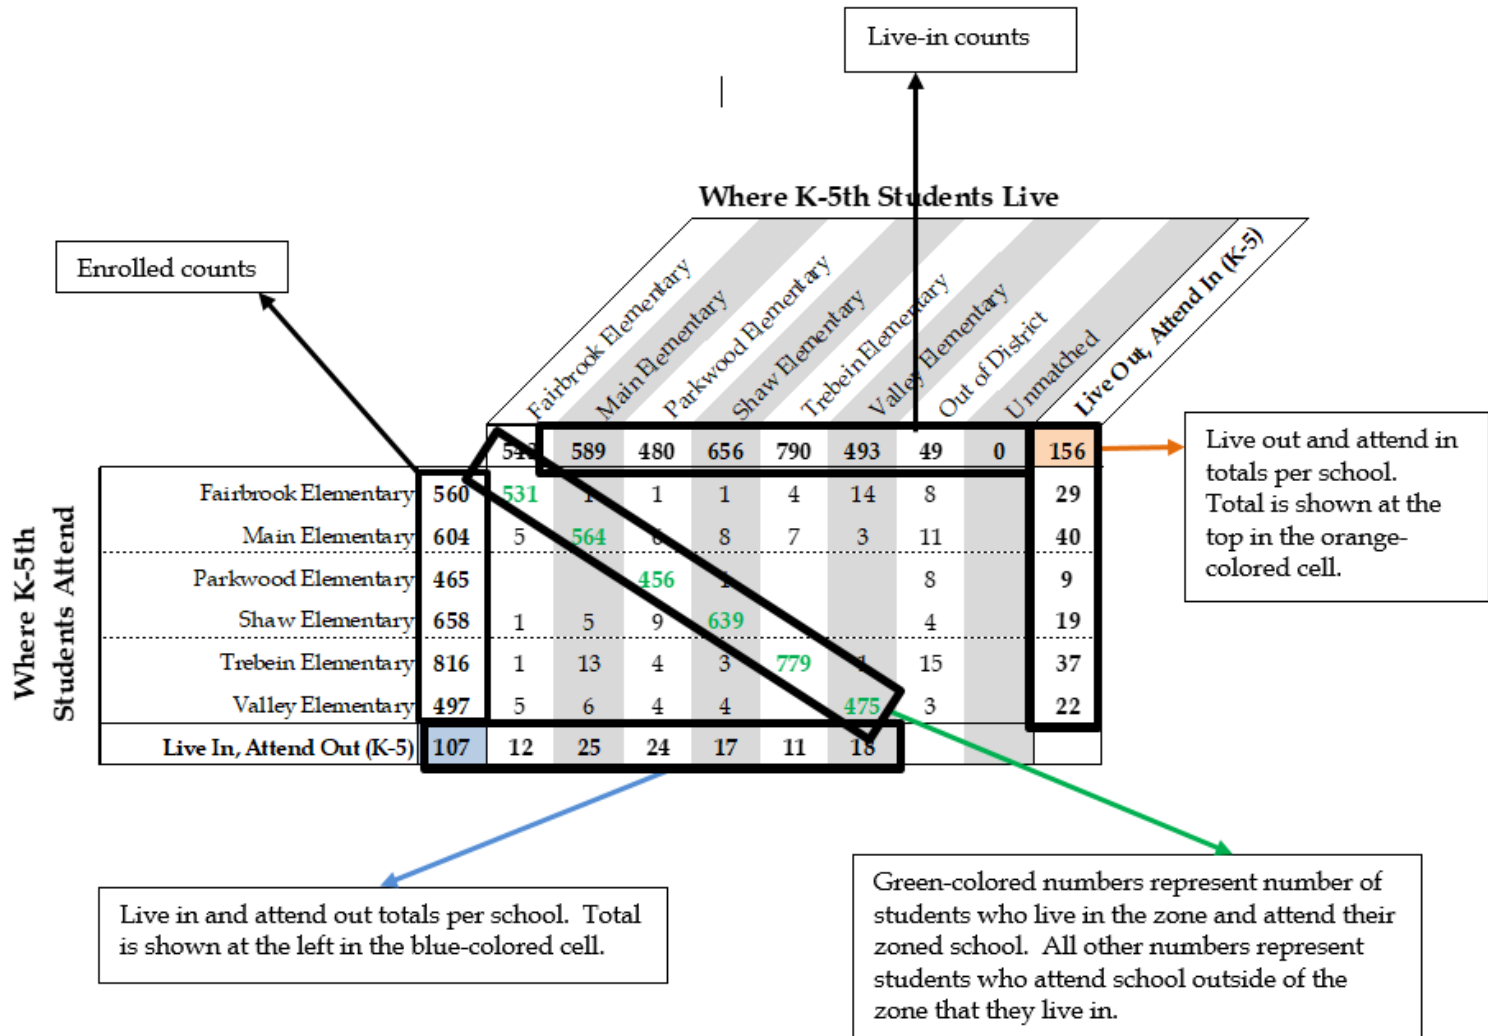 Live-in counts
Where K-5th Students Live
Enrolled counts
Fairbrook Elementary
Main Elementary
Parkwood Elementary
Shaw Elementary
Trebein Elementary
Valley Elementary
Out of District
Unmatched
Live Out, Attend In (K-5)
543 589 480 656 790 493 49 0 156
Where K-5th
Students Attend
Fairbrook Elementary 560 531 1 1 1 4 14 8 29
Main Elementary 604 5 564 6 8 7 3 11 40
Parkwood Elementary 465 456 1 8 9
Shaw Elementary 658 1 5 9 639 4 19
Trebein Elementary 816 1 13 4 3 779 1 15 37
Valley Elementary 497 5 6 4 4 475 3 22
Live In, Attend Out (K-5) 107 12 25 24 17 11 18
Live out and attend in
totals per school.
Total is shown at the
top in the orange-
colored cell.
Live in and attend out totals per school. Total
is shown at the left in the blue-colored cell.
Green-colored numbers represent number of
students who live in the zone and attend their
zoned school. All other numbers represent
students who attend school outside of the
zone that they live in.